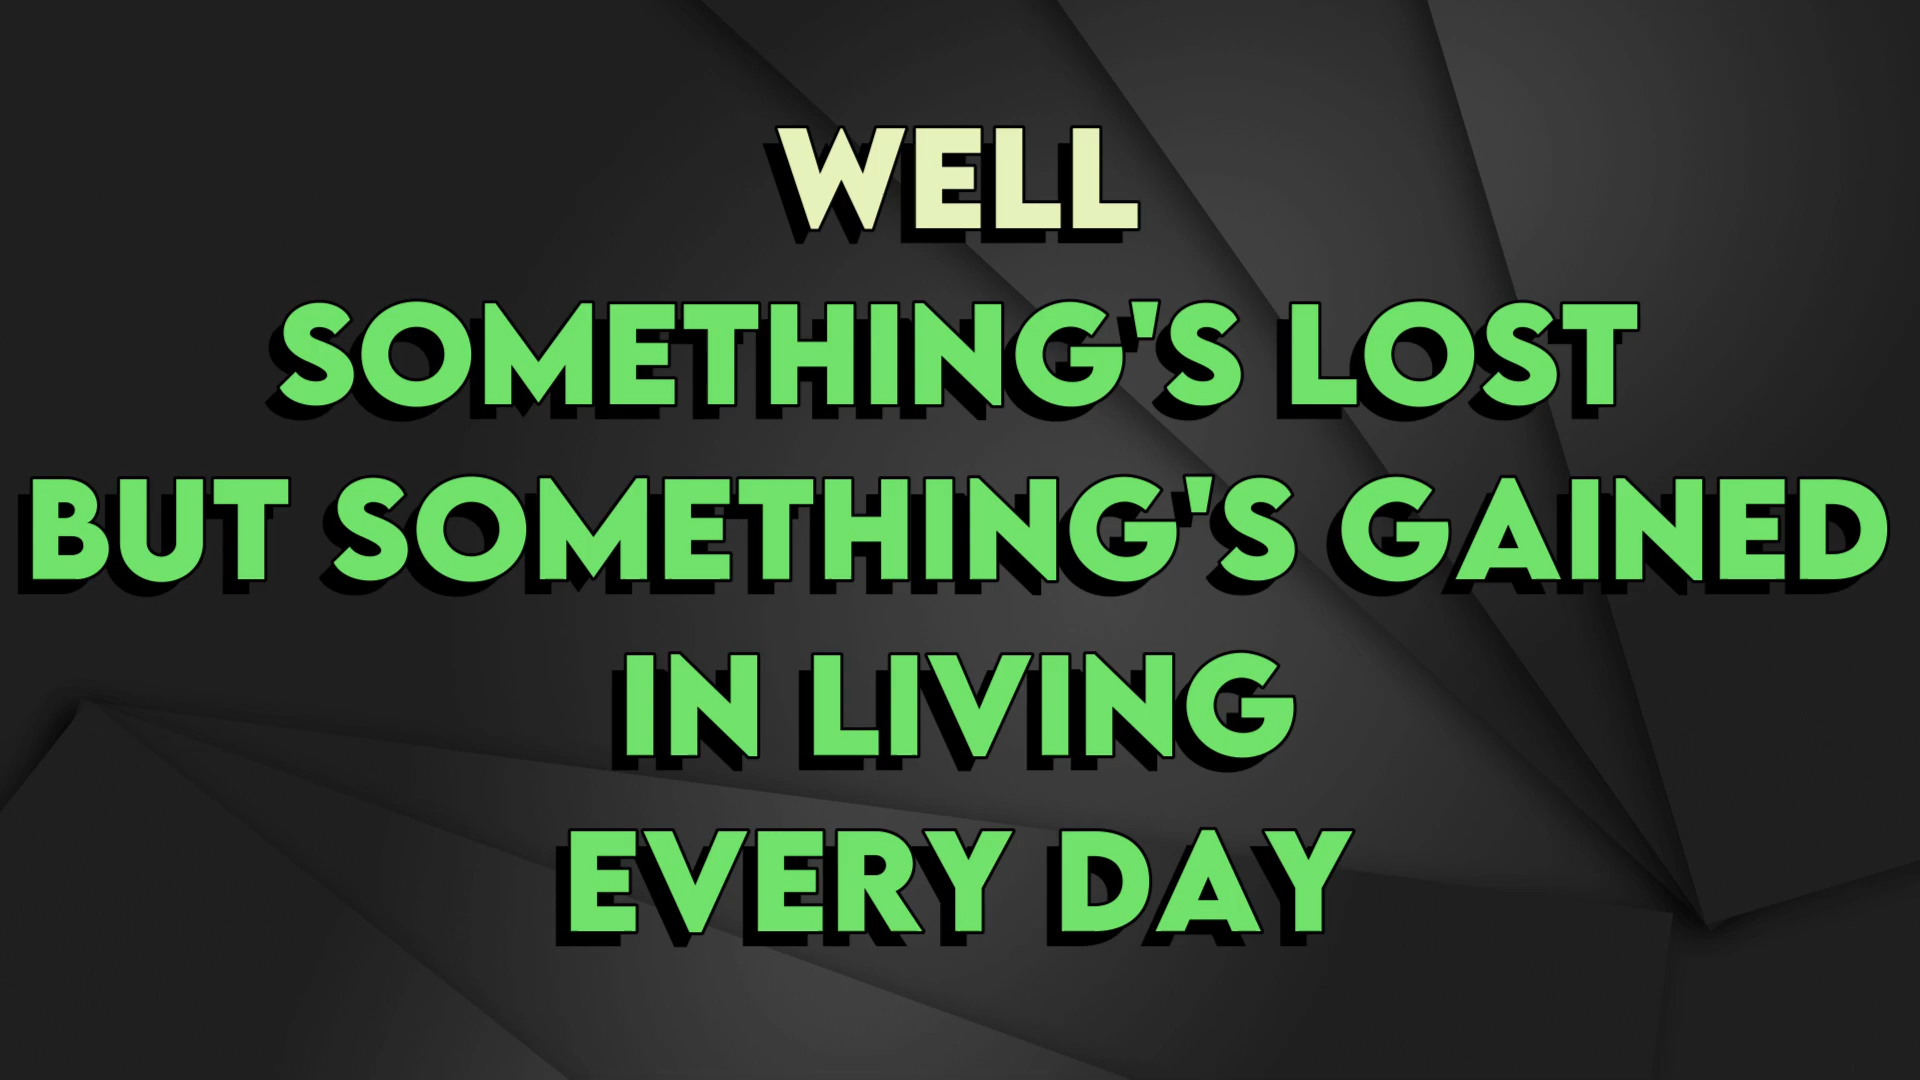 WELL
SOMETHING'S LOST
BUT SOMETHING'S GAINED
IN LIVING
EVERY DAY